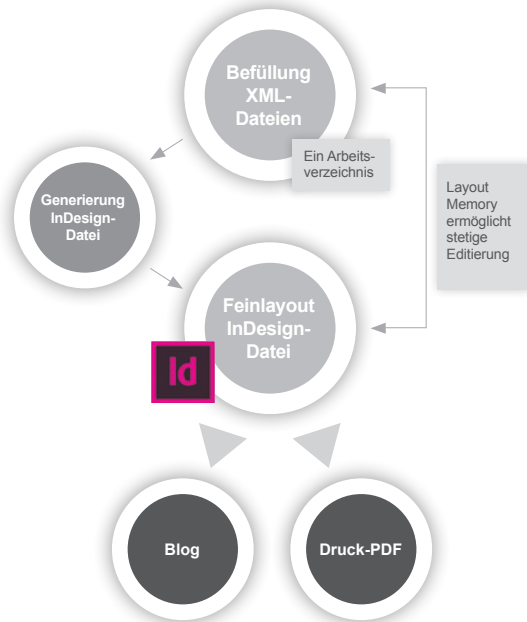 Befüllung
XML-
Dateien
Ein Arbeits-
verzeichnis
Layout
Memory
ermöglicht
stetige
Editierung
Generierung
InDesign-
Datei
Feinlayout
InDesign-
Datei
Id
Blog
Druck-PDF